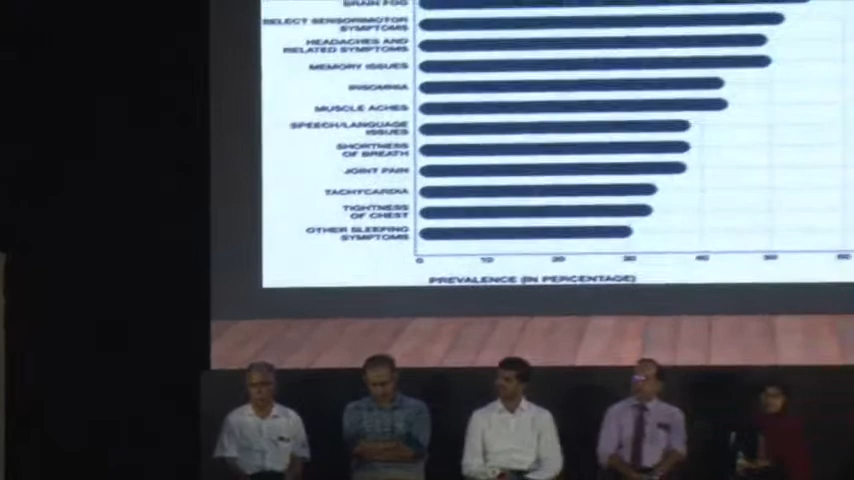 BRAIN FOG
SELECT SENSORIMOTOR
SYMPTOMS
HEADACHES AND
RELATED SYMPTOMS
MEMORY ISSUES
INSOMNIA
MUSCLE ACHES
SPEECH/LANGUAGE
ISSUES
SHORTNESS
OF BREATH
JOINT PAIN
TACHYCARDIA
TIGHTNESS
OF CHEST
OTHER SLEEPING
SYMPTOMS
0 10 20 30 40 50 60
PREVALENCE (IN PERCENTAGE)